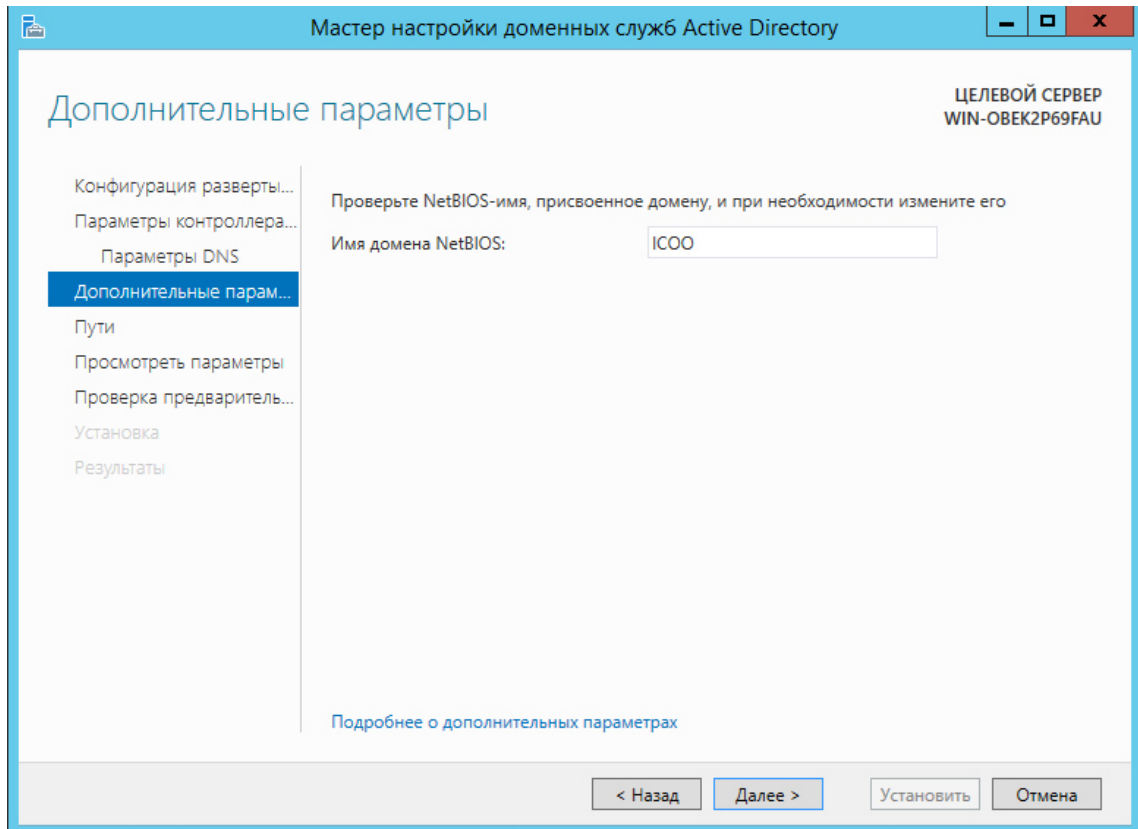 Мастер настройки доменных служб Active Directory
Дополнительные параметры
ЦЕЛЕВОЙ СЕРВЕР
WIN-OBEK2P69FAU
Конфигурация разверты...
Параметры контроллера...
Параметры DNS
Дополнительные парам...
Пути
Просмотреть параметры
Проверка предваритель...
Установка
Результаты
Проверьте NetBIOS-имя, присвоенное домену, и при необходимости измените его
Имя домена NetBIOS: ICOO
Подробнее о дополнительных параметрах
< Назад Далее > Установить Отмена